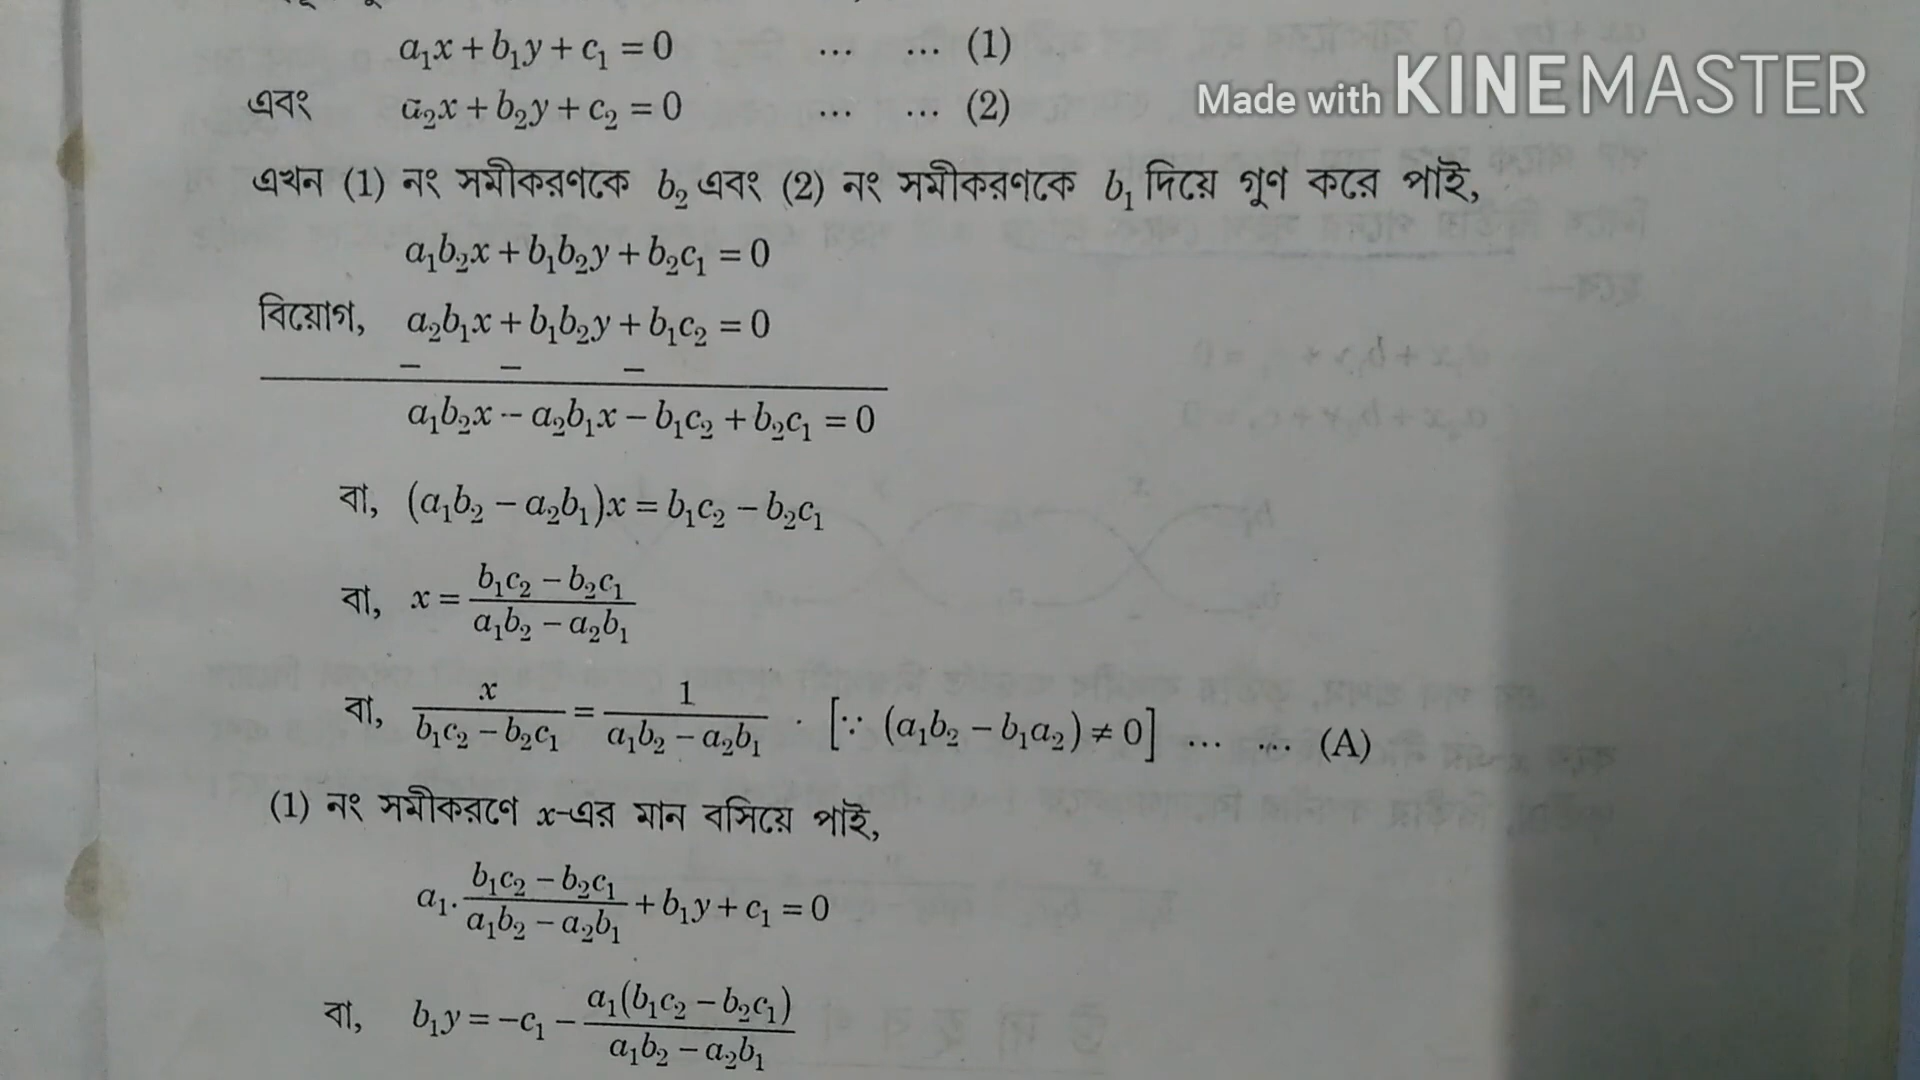 a₁x + b₁y + c₁ = 0 ... ... (1)
Made with KINEMASTER
এবং a₂x + b₂y + c₂ = 0 ... ... (2)
এখন (1) নং সমীকরণকে b₂ এবং (2) নং সমীকরণকে b₁ দিয়ে গুণ করে পাই,
a₁b₂x + b₁b₂y + b₂c₁ = 0
বিয়োগ, a₂b₁x + b₁b₂y + b₁c₂ = 0
− − −
a₁b₂x − a₂b₁x − b₁c₂ + b₂c₁ = 0
বা, (a₁b₂ − a₂b₁)x = b₁c₂ − b₂c₁
বা, x = (b₁c₂ − b₂c₁)/(a₁b₂ − a₂b₁)
বা, x/(b₁c₂ − b₂c₁) = 1/(a₁b₂ − a₂b₁) [∵ (a₁b₂ − b₁a₂) ≠ 0] ... ... (A)
(1) নং সমীকরণে x-এর মান বসিয়ে পাই,
a₁.(b₁c₂ − b₂c₁)/(a₁b₂ − a₂b₁) + b₁y + c₁ = 0
বা, b₁y = −c₁ − a₁(b₁c₂ − b₂c₁)/(a₁b₂ − a₂b₁)